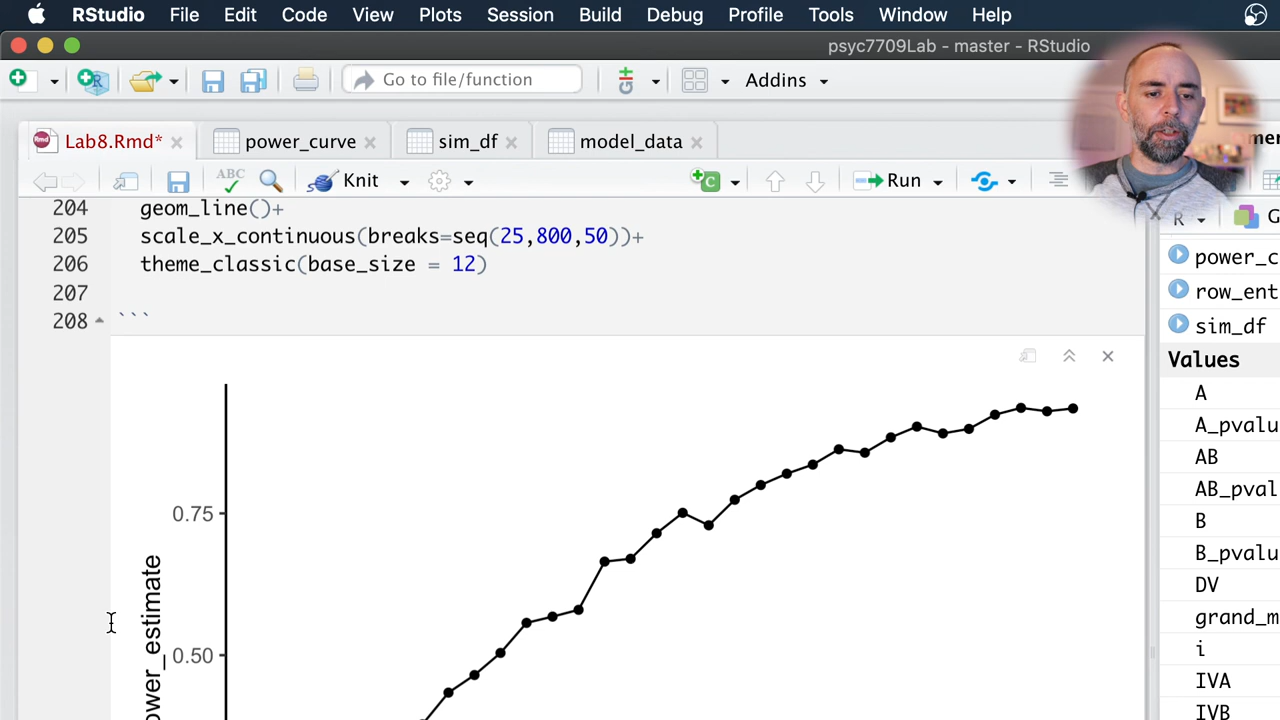 RStudio File Edit Code View Plots Session Build Debug Profile Tools Window Help
psyc7709Lab - master - RStudio
Go to file/function Addins
Lab8.Rmd* power_curve sim_df model_data
ABC Knit Run
204 geom_line()+
205 scale_x_continuous(breaks=seq(25,800,50))+
206 theme_classic(base_size = 12)
207
208 ```
0.75
0.50
ower_estimate
R G
power_c
row_ent
sim_df
Values
A
A_pvalu
AB
AB_pval
B
B_pvalu
DV
grand_m
i
IVA
IVB